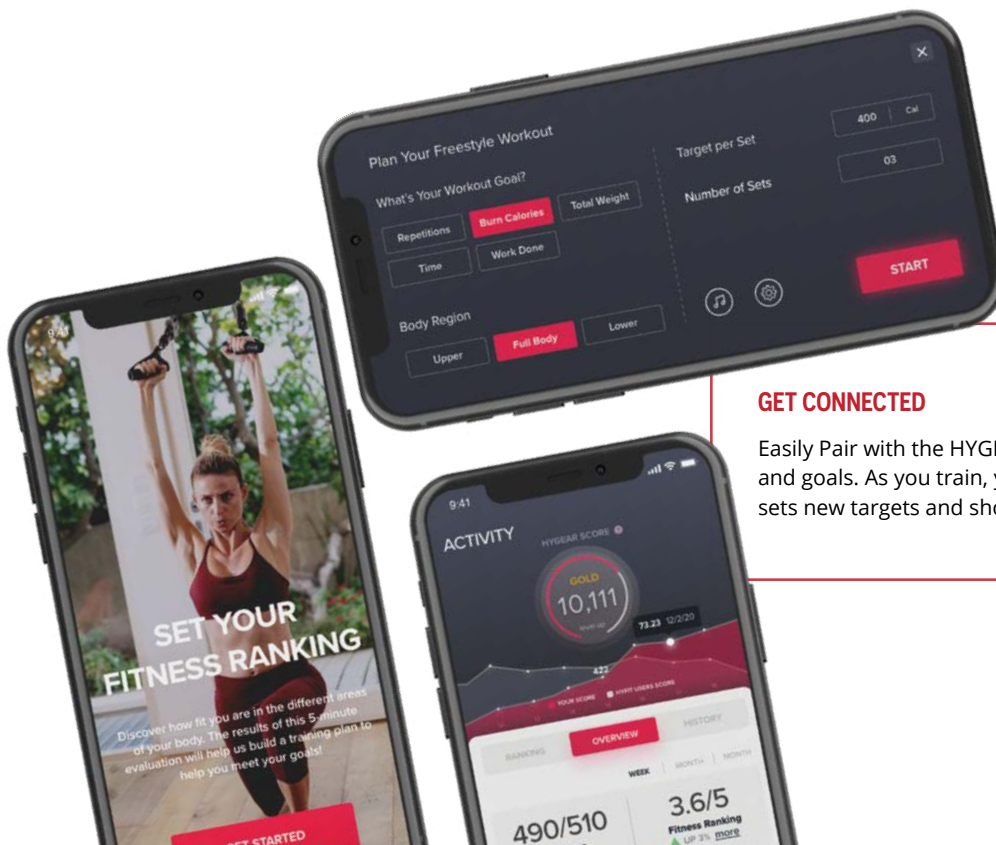 Plan Your Freestyle Workout
What's Your Workout Goal?
Repetitions
Burn Calories
Total Weight
Time
Work Done
Body Region
Upper
Full Body
Lower
Target per Set
400
Cal
Number of Sets
03
START
9:41
SET YOUR
FITNESS RANKING
Discover how fit you are in the different areas
of your body. The results of this 5-minute
evaluation will help us build a training plan to
help you meet your goals!
GET STARTED
GET CONNECTED
Easily Pair with the
and goals. As you train,
sets new targets and
9:41
ACTIVITY
HYGEAR SCORE
GOLD
10,111
level up
73.23 12/2/20
422
YOUR SCORE
HYFIT USERS SCORE
RANKING
OVERVIEW
HISTORY
WEEK
MONTH
MONTH
490/510
3.6/5
Fitness Ranking
UP 3% more